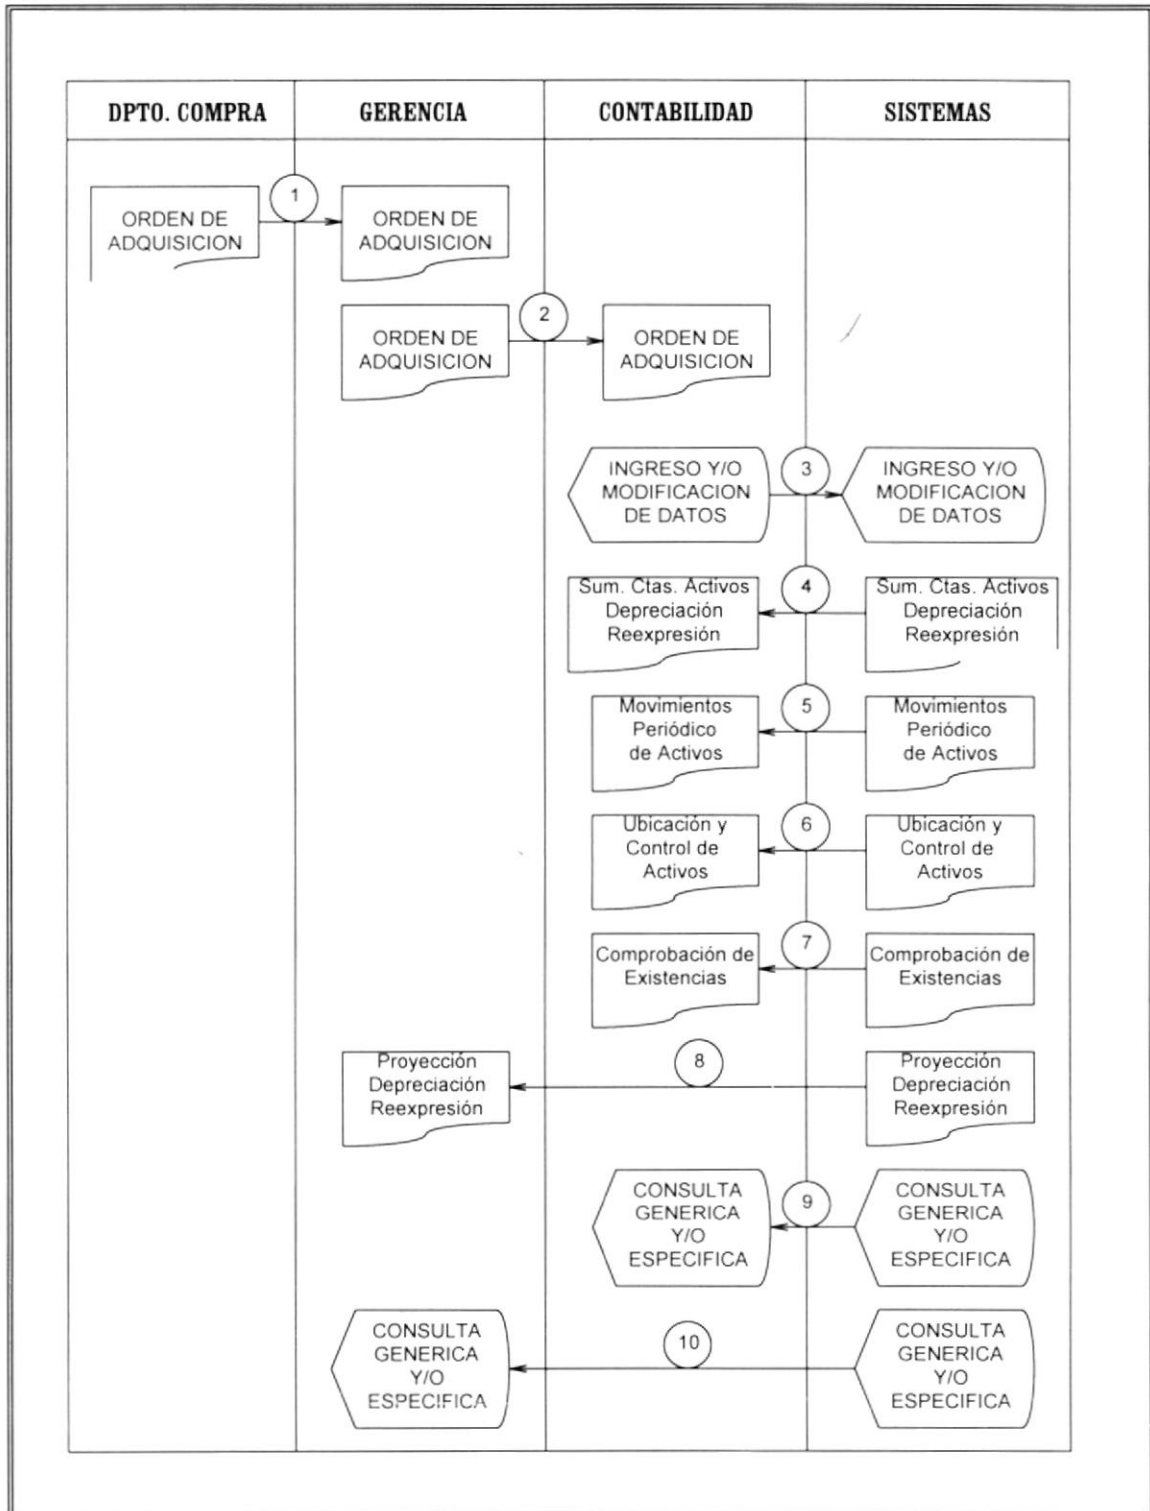 DPTO. COMPRA
GERENCIA
CONTABILIDAD
SISTEMAS
1
ORDEN DE
ADQUISICION
ORDEN DE
ADQUISICION
2
ORDEN DE
ADQUISICION
ORDEN DE
ADQUISICION
3
INGRESO Y/O
MODIFICACION
DE DATOS
INGRESO Y/O
MODIFICACION
DE DATOS
4
Sum. Ctas. Activos
Depreciación
Reexpresión
Sum. Ctas. Activos
Depreciación
Reexpresión
5
Movimientos
Periódico
de Activos
Movimientos
Periódico
de Activos
6
Ubicación y
Control de
Activos
Ubicación y
Control de
Activos
7
Comprobación de
Existencias
Comprobación de
Existencias
8
Proyección
Depreciación
Reexpresión
Proyección
Depreciación
Reexpresión
9
CONSULTA
GENERICA
Y/O
ESPECIFICA
CONSULTA
GENERICA
Y/O
ESPECIFICA
10
CONSULTA
GENERICA
Y/O
ESPECIFICA
CONSULTA
GENERICA
Y/O
ESPECIFICA